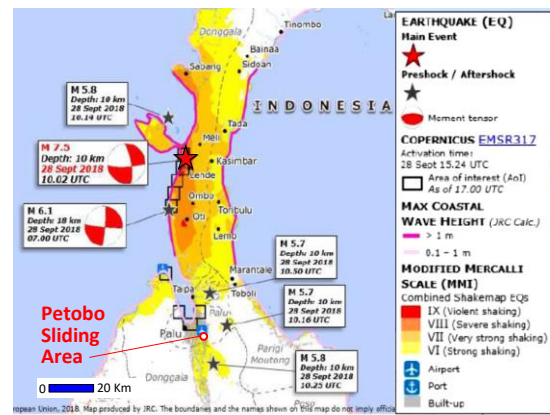 Donggala
Tinombo
Bainaa
Sabang
Sidoan
M 5.8
Depth: 10 km
28 Sept 2018
10.14 UTC
INDONESIA
Tada
Meli
M 7.5
Depth: 10 km
28 Sept 2018
10.02 UTC
Kasimbar
Lende
Omba
M 6.1
Depth: 18 km
28 Sept 2018
07.00 UTC
Oti
Toribulu
Lemo
M 5.7
Depth: 10 km
28 Sept 2018
10.50 UTC
Marantale
Taipa
Toboli
M 5.7
Depth: 10 km
28 Sept 2018
10.16 UTC
Petobo
Sliding
Area
Palu
Palu
Parigi
Moutong
M 5.8
Depth: 10 km
28 Sept 2018
10.25 UTC
0 20 Km
Donggala
Poso
ropean Union, 2018. Map produced by JRC. The boundaries and the names shown on this map do not imply offici
EARTHQUAKE (EQ)
Main Event
Preshock / Aftershock
Moment tensor
COPERNICUS EMSR317
Activation time:
28 Sept 15.24 UTC
Area of interest (AoI)
As of 17.00 UTC
MAX COASTAL
WAVE HEIGHT (JRC Calc.)
> 1 m
0.1 - 1 m
MODIFIED MERCALLI
SCALE (MMI)
Combined Shakemap EQs
IX (Violent shaking)
VIII (Severe shaking)
VII (Very strong shaking)
VI (Strong shaking)
Airport
Port
Built-up